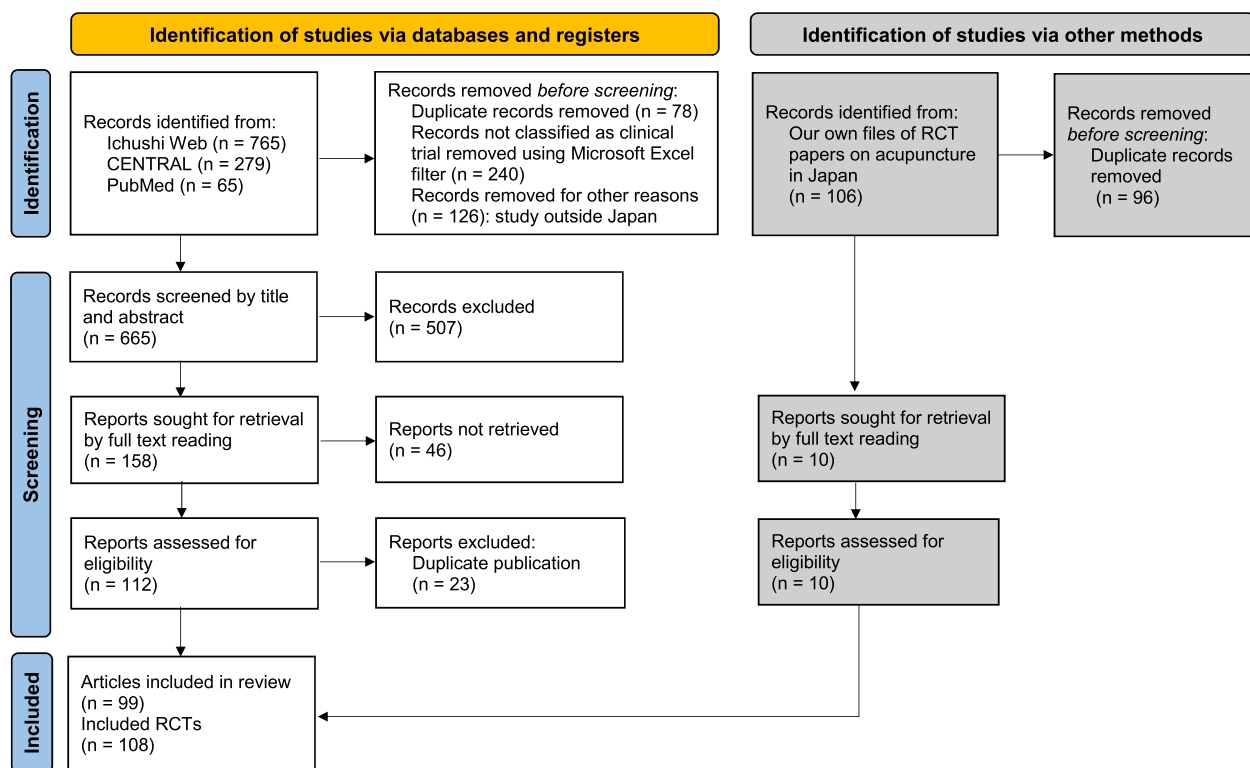 Identification of studies via databases and registers
Identification of studies via other methods
Identification
Records identified from:
Ichushi Web (n = 765)
CENTRAL (n = 279)
PubMed (n = 65)
Records removed before screening:
Duplicate records removed (n = 78)
Records not classified as clinical
trial removed using Microsoft Excel
filter (n = 240)
Records removed for other reasons
(n = 126): study outside Japan
Records identified from:
Our own files of RCT
papers on acupuncture
in Japan
(n = 106)
Records removed
before screening:
Duplicate records
removed
(n = 96)
Screening
Records screened by title
and abstract
(n = 665)
Records excluded
(n = 507)
Reports sought for retrieval
by full text reading
(n = 158)
Reports not retrieved
(n = 46)
Reports sought for retrieval
by full text reading
(n = 10)
Reports assessed for
eligibility
(n = 112)
Reports excluded:
Duplicate publication
(n = 23)
Reports assessed for
eligibility
(n = 10)
Included
Articles included in review
(n = 99)
Included RCTs
(n = 108)